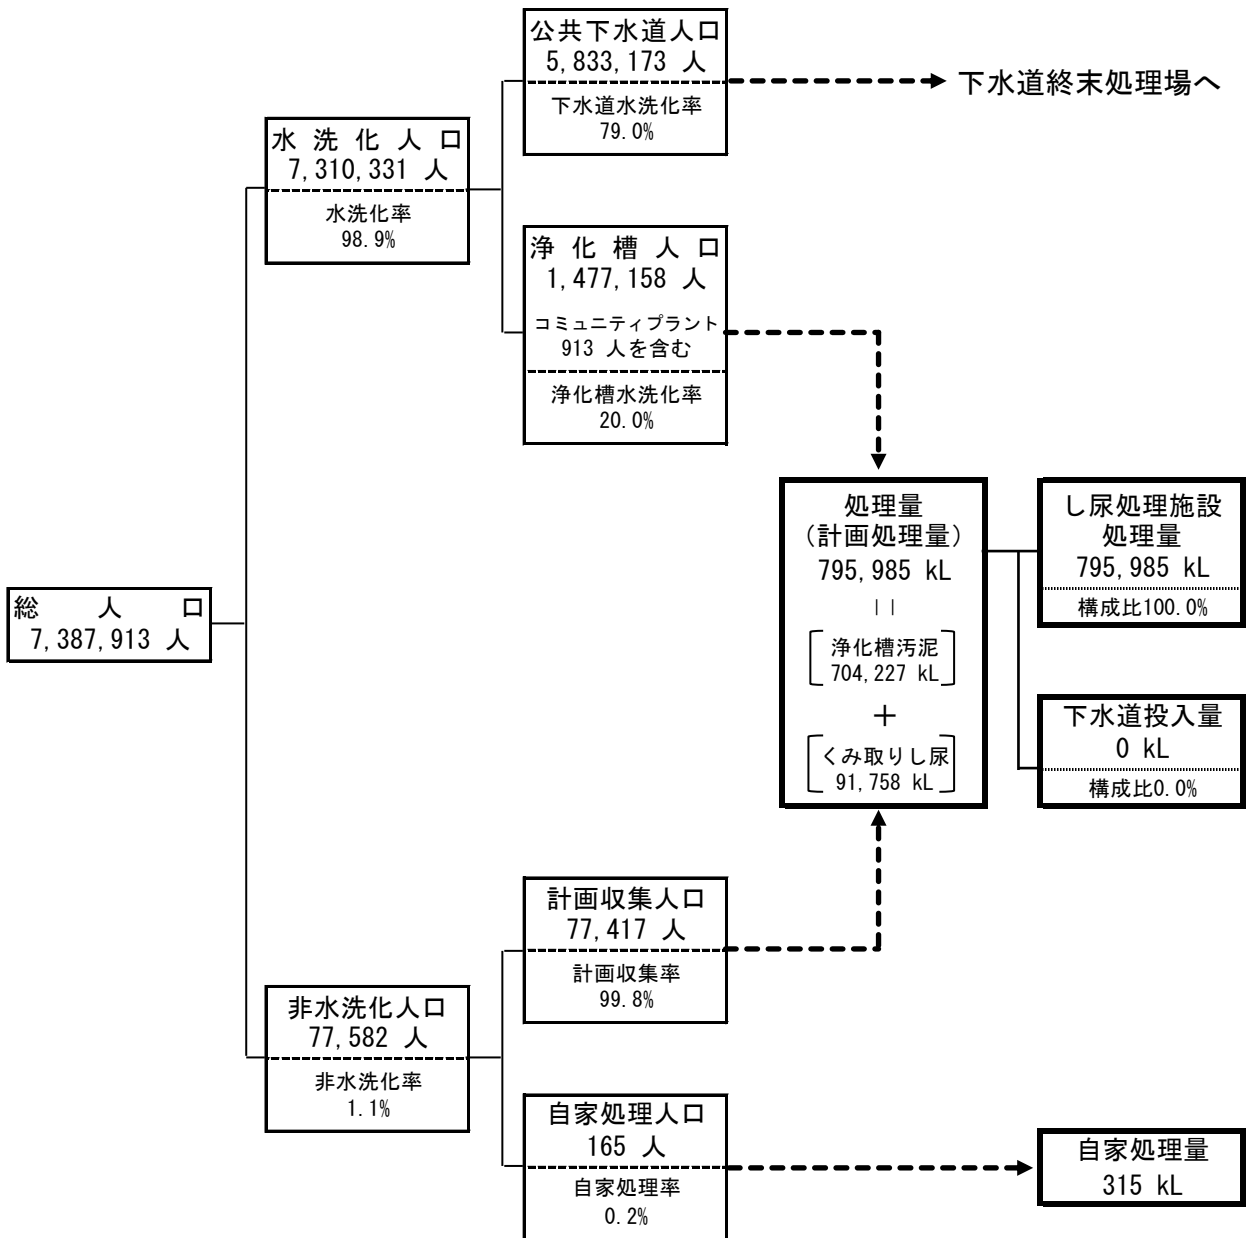 公共下水道人口
5,833,173 人
下水道水洗化率
79.0%
下水道終末処理場へ
水洗化人口
7,310,331 人
水洗化率
98.9%
浄化槽人口
1,477,158 人
コミュニティプラント
913 人を含む
浄化槽水洗化率
20.0%
総人口
7,387,913 人
処理量
(計画処理量)
795,985 kL
||
浄化槽汚泥
704,227 kL
+
くみ取りし尿
91,758 kL
し尿処理施設
処理量
795,985 kL
構成比100.0%
下水道投入量
0 kL
構成比0.0%
非水洗化人口
77,582 人
非水洗化率
1.1%
計画収集人口
77,417 人
計画収集率
99.8%
自家処理人口
165 人
自家処理率
0.2%
自家処理量
315 kL